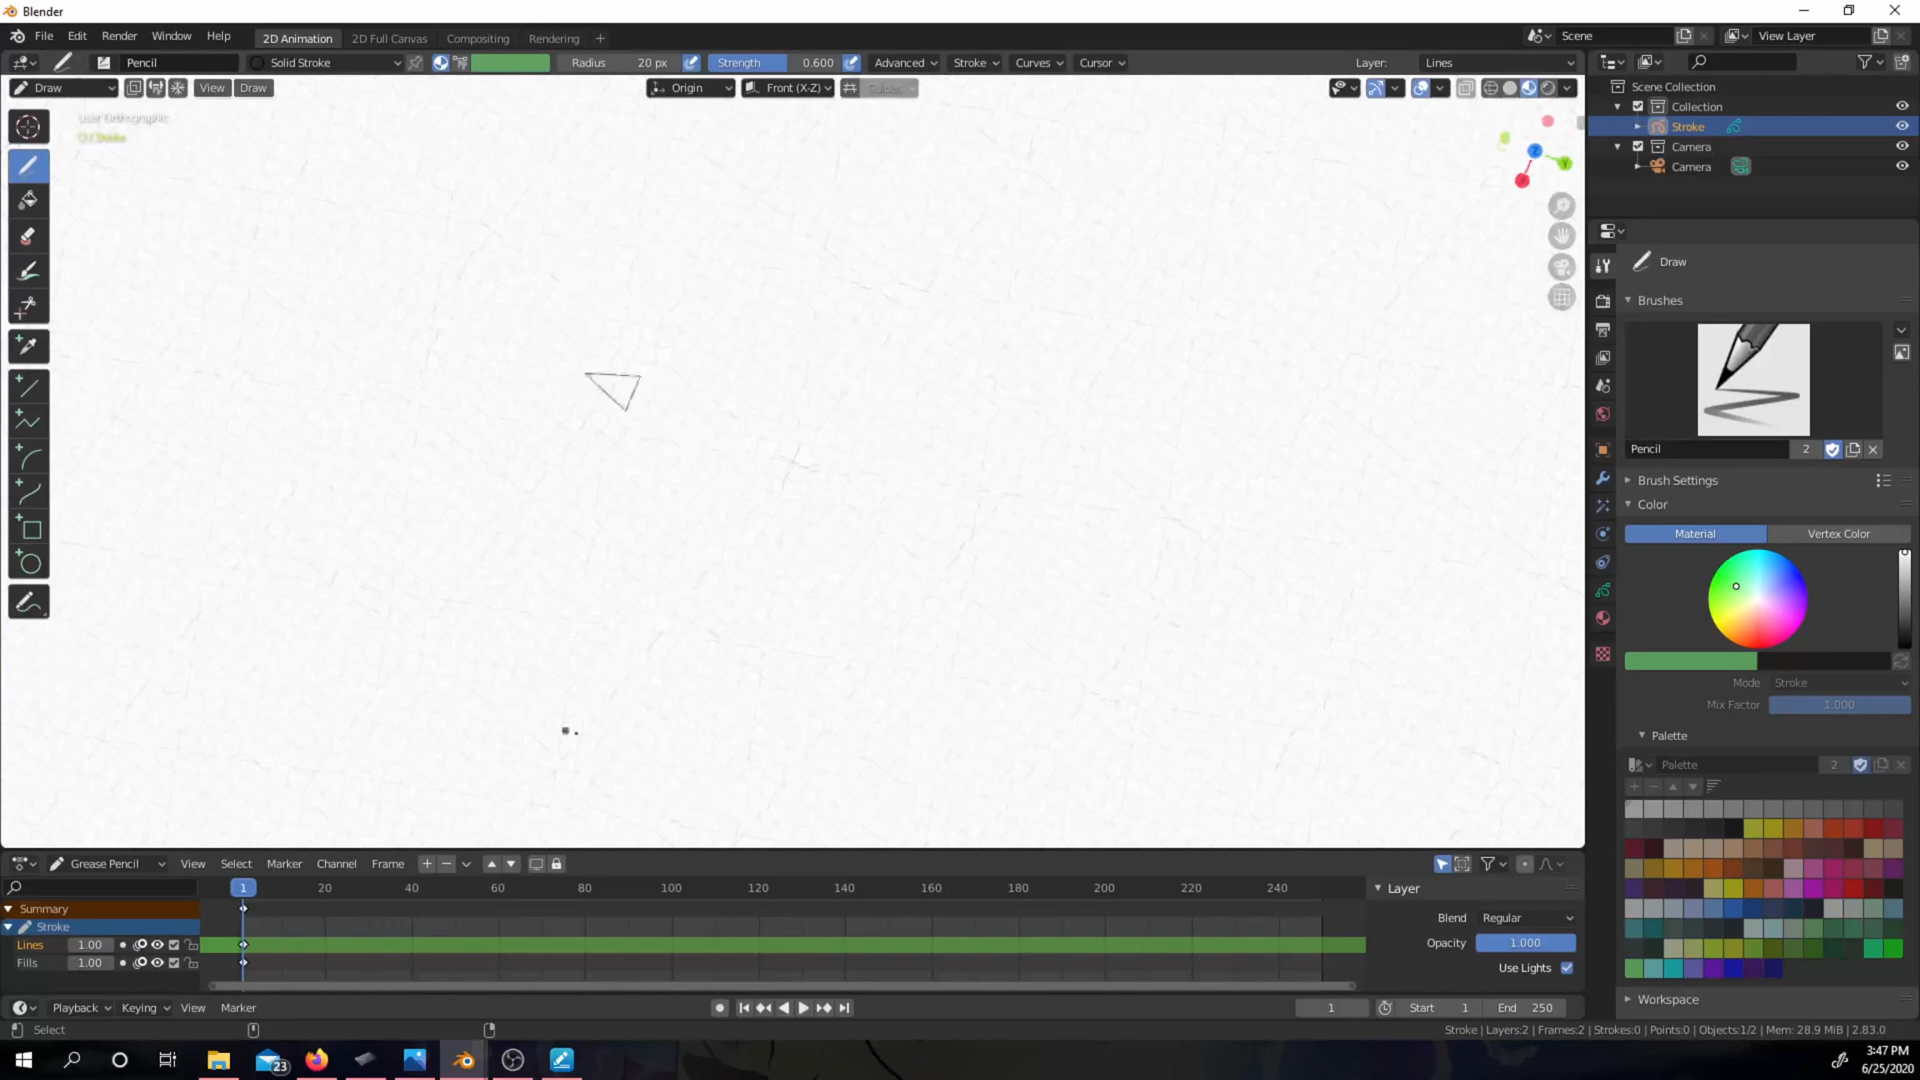 Blender
File Edit Render Window Help 2D Animation 2D Full Canvas Compositing Rendering + Scene View Layer
Pencil Solid Stroke Radius 20 px Strength 0.600 Advanced Stroke Curves Cursor Layer: Lines
Draw View Draw Origin Front (X-Z) Guides
User Orthographic
(1) Stroke
Z
Y
X
Scene Collection
Collection
Stroke
Camera
Camera
Draw
Brushes
Pencil 2
Brush Settings
Color
Material Vertex Color
Mode Stroke
Mix Factor 1.000
Palette
Palette 2
Workspace
Grease Pencil View Select Marker Channel Frame
1 20 40 60 80 100 120 140 160 180 200 220 240
Summary
Stroke
Lines 1.00
Fills 1.00
Layer
Blend Regular
Opacity 1.000
Use Lights
Playback Keying View Marker 1 Start 1 End 250
Select
Stroke | Layers:2 | Frames:2 | Strokes:0 | Points:0 | Objects:1/2 | Mem: 28.9 MiB | 2.83.0
23
3:47 PM
6/25/2020